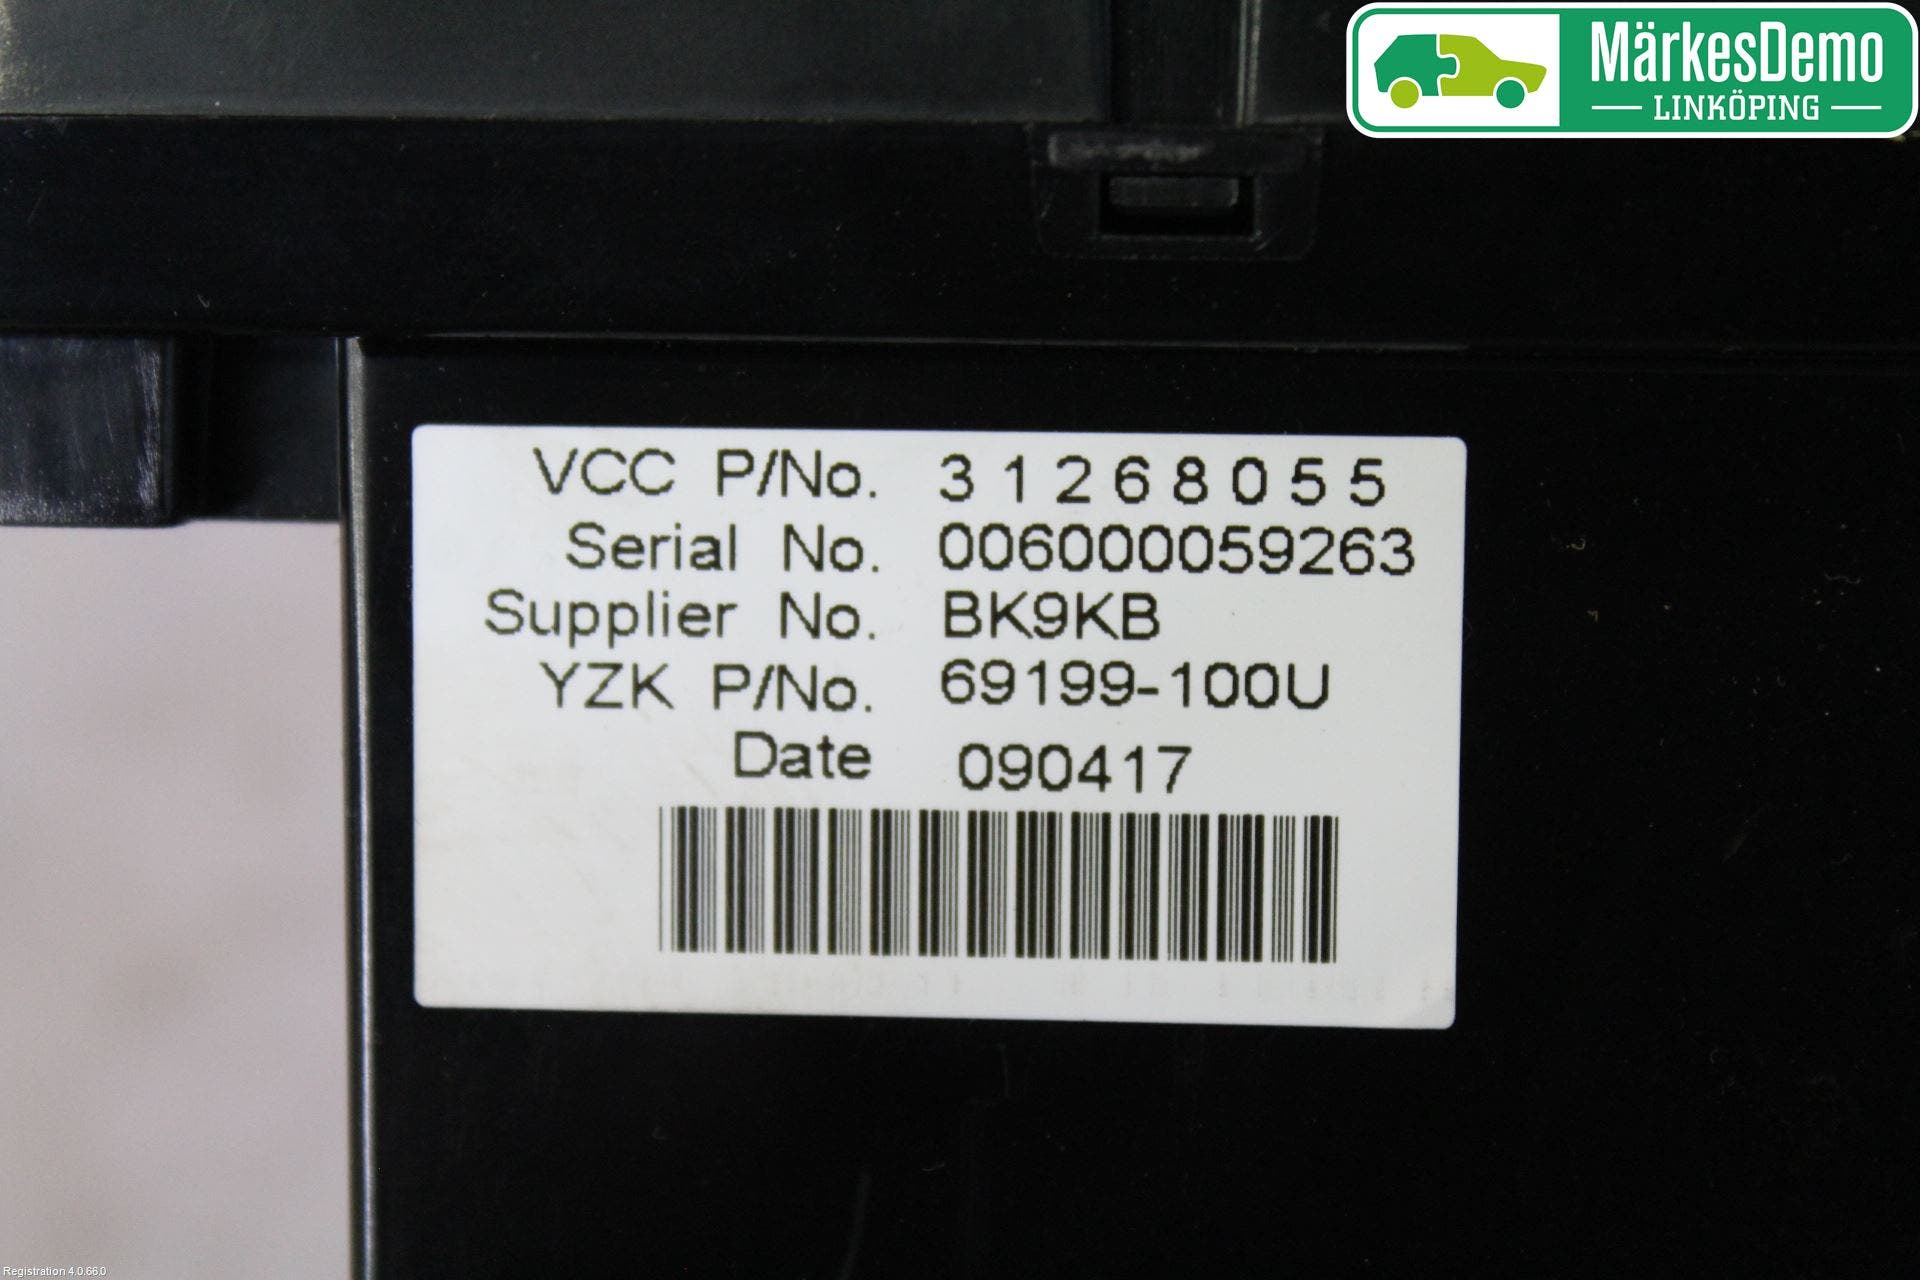 MärkesDemo
LINKÖPING
VCC P/No. 31268055
Serial No. 006000059263
Supplier No. BK9KB
YZK P/No. 69199-100U
Date 090417
Registration 4.0.66.0